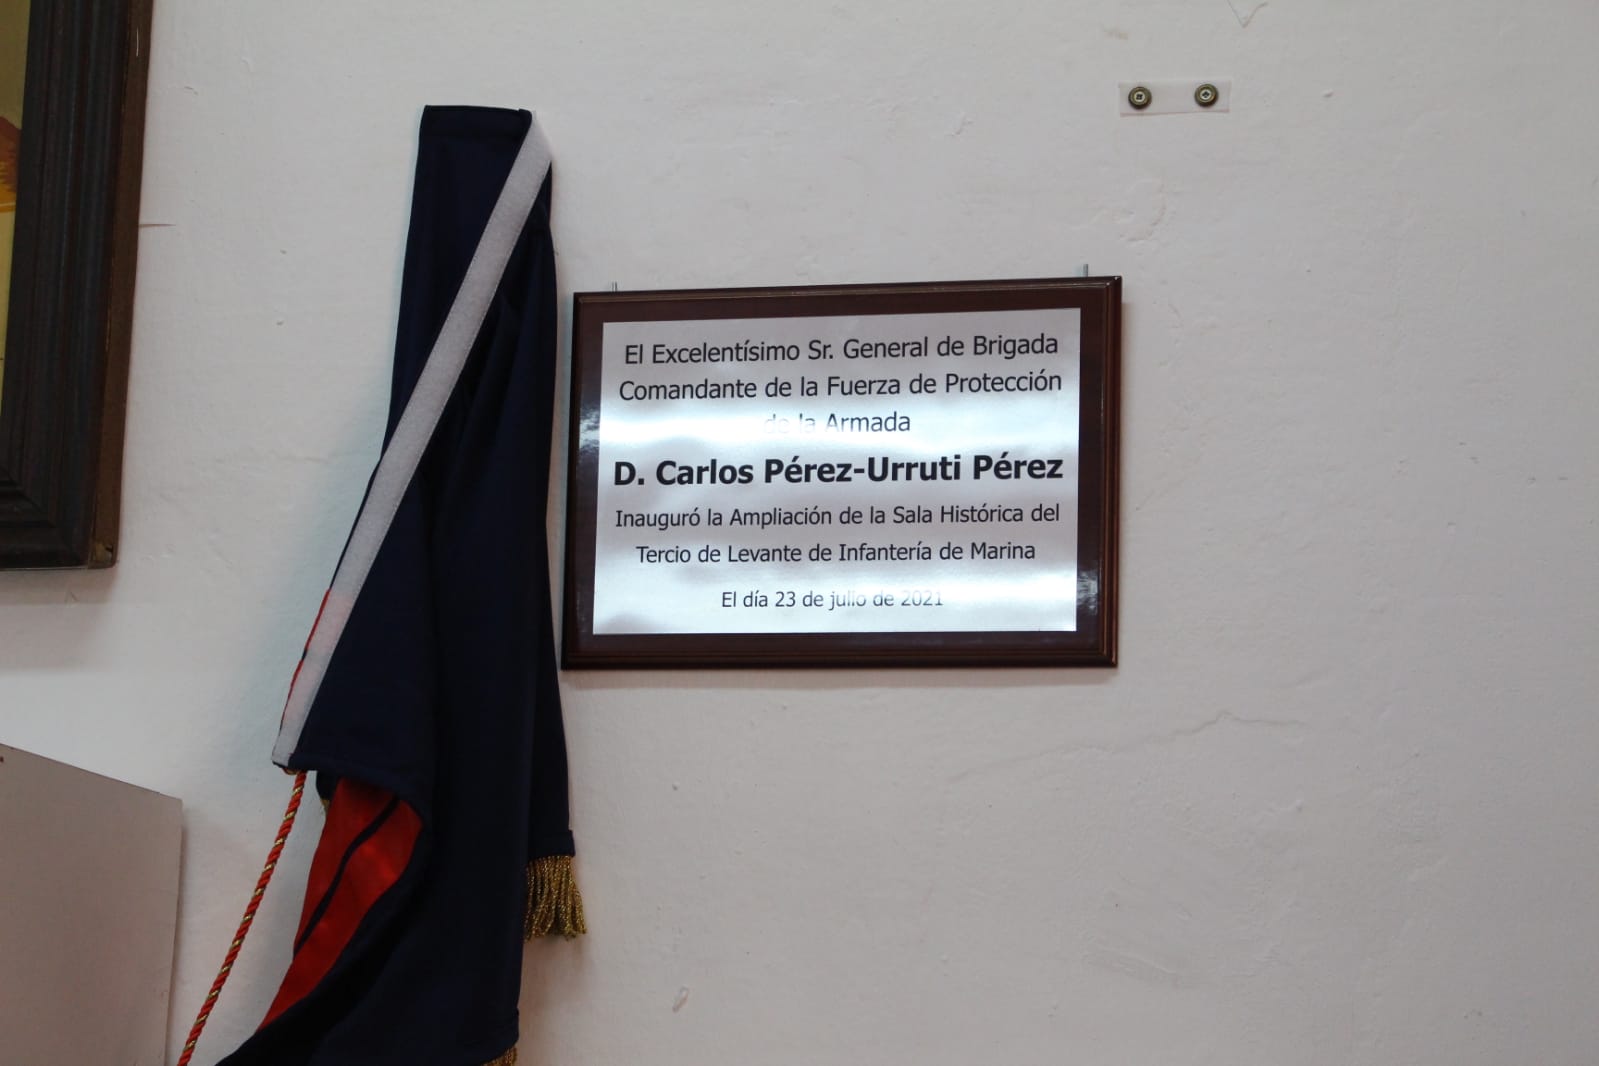 El Excelentísimo Sr. General de Brigada
Comandante de la Fuerza de Protección
de la Armada
D. Carlos Pérez-Urruti Pérez
Inauguró la Ampliación de la Sala Histórica del
Tercio de Levante de Infantería de Marina
El día 23 de julio de 2021